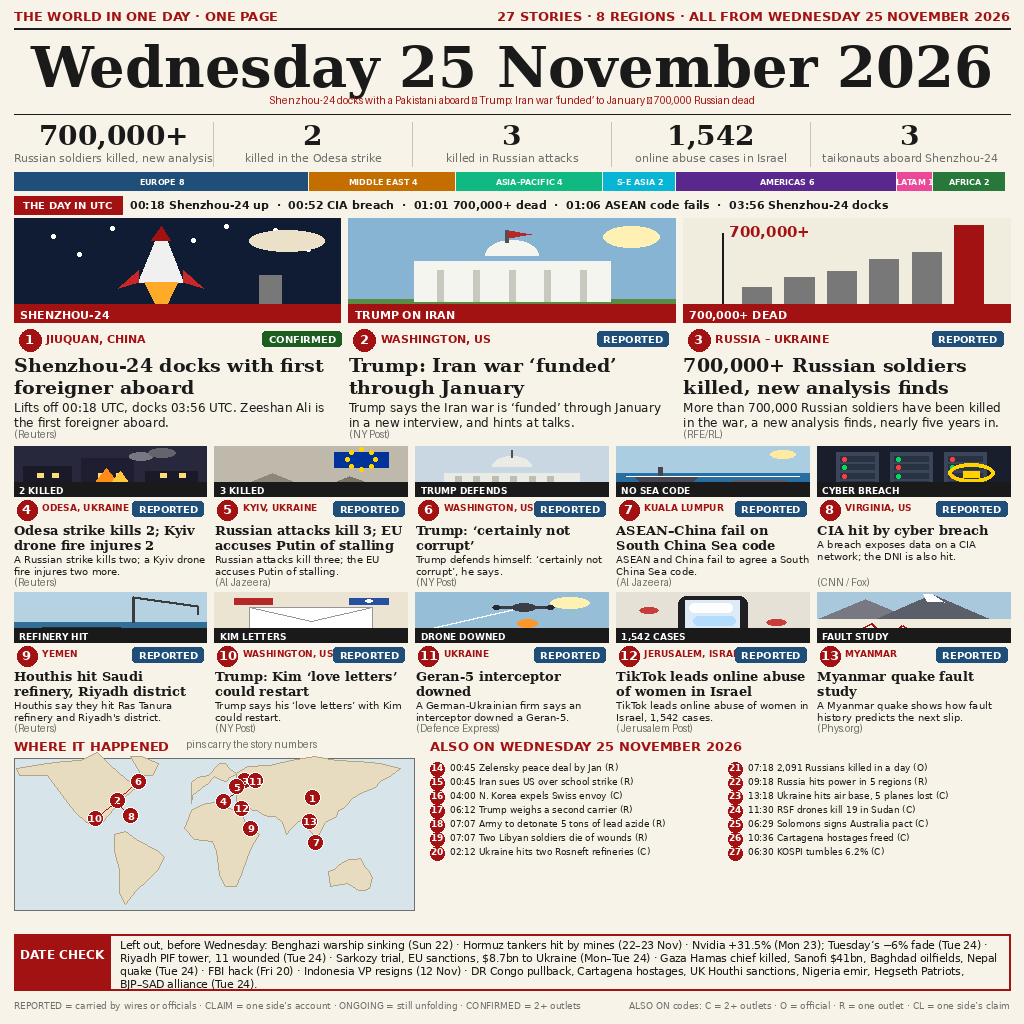 THE WORLD IN ONE DAY · ONE PAGE
27 STORIES · 8 REGIONS · ALL FROM WEDNESDAY 25 NOVEMBER 2026
Wednesday 25 November 2026
Shenzhou-24 docks with a Pakistani aboard Trump: Iran war ‘funded’ to January 700,000 Russian dead
700,000+
Russian soldiers killed, new analysis
2
killed in the Odesa strike
3
killed in Russian attacks
1,542
online abuse cases in Israel
3
taikonauts aboard Shenzhou-24
EUROPE 8
MIDDLE EAST 4
ASIA-PACIFIC 4
S-E ASIA 2
AMERICAS 6
LATAM 1
AFRICA 2
THE DAY IN UTC
00:18 Shenzhou-24 up · 00:52 CIA breach · 01:01 700,000+ dead · 01:06 ASEAN code fails · 03:56 Shenzhou-24 docks
SHENZHOU-24
TRUMP ON IRAN
700,000+
700,000+ DEAD
1 JIUQUAN, CHINA CONFIRMED
Shenzhou-24 docks with first
foreigner aboard
Lifts off 00:18 UTC, docks 03:56 UTC. Zeeshan Ali is
the first foreigner aboard.
(Reuters)
2 WASHINGTON, US REPORTED
Trump: Iran war ‘funded’
through January
Trump says the Iran war is ‘funded’ through January
in a new interview, and hints at talks.
(NY Post)
3 RUSSIA – UKRAINE REPORTED
700,000+ Russian soldiers
killed, new analysis finds
More than 700,000 Russian soldiers have been killed
in the war, a new analysis finds, nearly five years in.
(RFE/RL)
2 KILLED
4 ODESA, UKRAINE REPORTED
Odesa strike kills 2; Kyiv
drone fire injures 2
A Russian strike kills two; a Kyiv drone
fire injures two more.
(Reuters)
3 KILLED
5 KYIV, UKRAINE REPORTED
Russian attacks kill 3; EU
accuses Putin of stalling
Russian attacks kill three; the EU
accuses Putin of stalling.
(Al Jazeera)
TRUMP DEFENDS
6 WASHINGTON, US REPORTED
Trump: ‘certainly not
corrupt’
Trump defends himself: ‘certainly not
corrupt’, he says.
(NY Post)
NO SEA CODE
7 KUALA LUMPUR REPORTED
ASEAN–China fail on
South China Sea code
ASEAN and China fail to agree a South
China Sea code.
(Al Jazeera)
CYBER BREACH
8 VIRGINIA, US REPORTED
CIA hit by cyber breach
A breach exposes data on a CIA
network; the DNI is also hit.
(CNN / Fox)
REFINERY HIT
9 YEMEN REPORTED
Houthis hit Saudi
refinery, Riyadh district
Houthis say they hit Ras Tanura
refinery and Riyadh's district.
(Reuters)
KIM LETTERS
10 WASHINGTON, US REPORTED
Trump: Kim ‘love letters’
could restart
Trump says his ‘love letters’ with Kim
could restart.
(NY Post)
DRONE DOWNED
11 UKRAINE REPORTED
Geran-5 interceptor
downed
A German-Ukrainian firm says an
interceptor downed a Geran-5.
(Defence Express)
1,542 CASES
12 JERUSALEM, ISRAEL REPORTED
TikTok leads online abuse
of women in Israel
TikTok leads online abuse of women in
Israel, 1,542 cases.
(Jerusalem Post)
FAULT STUDY
13 MYANMAR REPORTED
Myanmar quake fault
study
A Myanmar quake shows how fault
history predicts the next slip.
(Phys.org)
WHERE IT HAPPENED
pins carry the story numbers
6
2
10
8
5
3
11
4
12
9
1
13
7
ALSO ON WEDNESDAY 25 NOVEMBER 2026
14 00:45 Zelensky peace deal by Jan (R)
15 00:45 Iran sues US over school strike (R)
16 04:00 N. Korea expels Swiss envoy (C)
17 06:12 Trump weighs a second carrier (R)
18 07:07 Army to detonate 5 tons of lead azide (R)
19 07:07 Two Libyan soldiers die of wounds (R)
20 02:12 Ukraine hits two Rosneft refineries (C)
21 07:18 2,091 Russians killed in a day (O)
22 09:18 Russia hits power in 5 regions (R)
23 13:18 Ukraine hits air base, 5 planes lost (C)
24 11:30 RSF drones kill 19 in Sudan (C)
25 06:29 Solomons signs Australia pact (C)
26 10:36 Cartagena hostages freed (C)
27 06:30 KOSPI tumbles 6.2% (C)
DATE CHECK
Left out, before Wednesday: Benghazi warship sinking (Sun 22) · Hormuz tankers hit by mines (22–23 Nov) · Nvidia +31.5% (Mon 23); Tuesday’s −6% fade (Tue 24) ·
Riyadh PIF tower, 11 wounded (Tue 24) · Sarkozy trial, EU sanctions, $8.7bn to Ukraine (Mon–Tue 24) · Gaza Hamas chief killed, Sanofi $41bn, Baghdad oilfields, Nepal
quake (Tue 24) · FBI hack (Fri 20) · Indonesia VP resigns (12 Nov) · DR Congo pullback, Cartagena hostages, UK Houthi sanctions, Nigeria emir, Hegseth Patriots,
BJP–SAD alliance (Tue 24).
REPORTED = carried by wires or officials · CLAIM = one side’s account · ONGOING = still unfolding · CONFIRMED = 2+ outlets
ALSO ON codes: C = 2+ outlets · O = official · R = one outlet · CL = one side’s claim